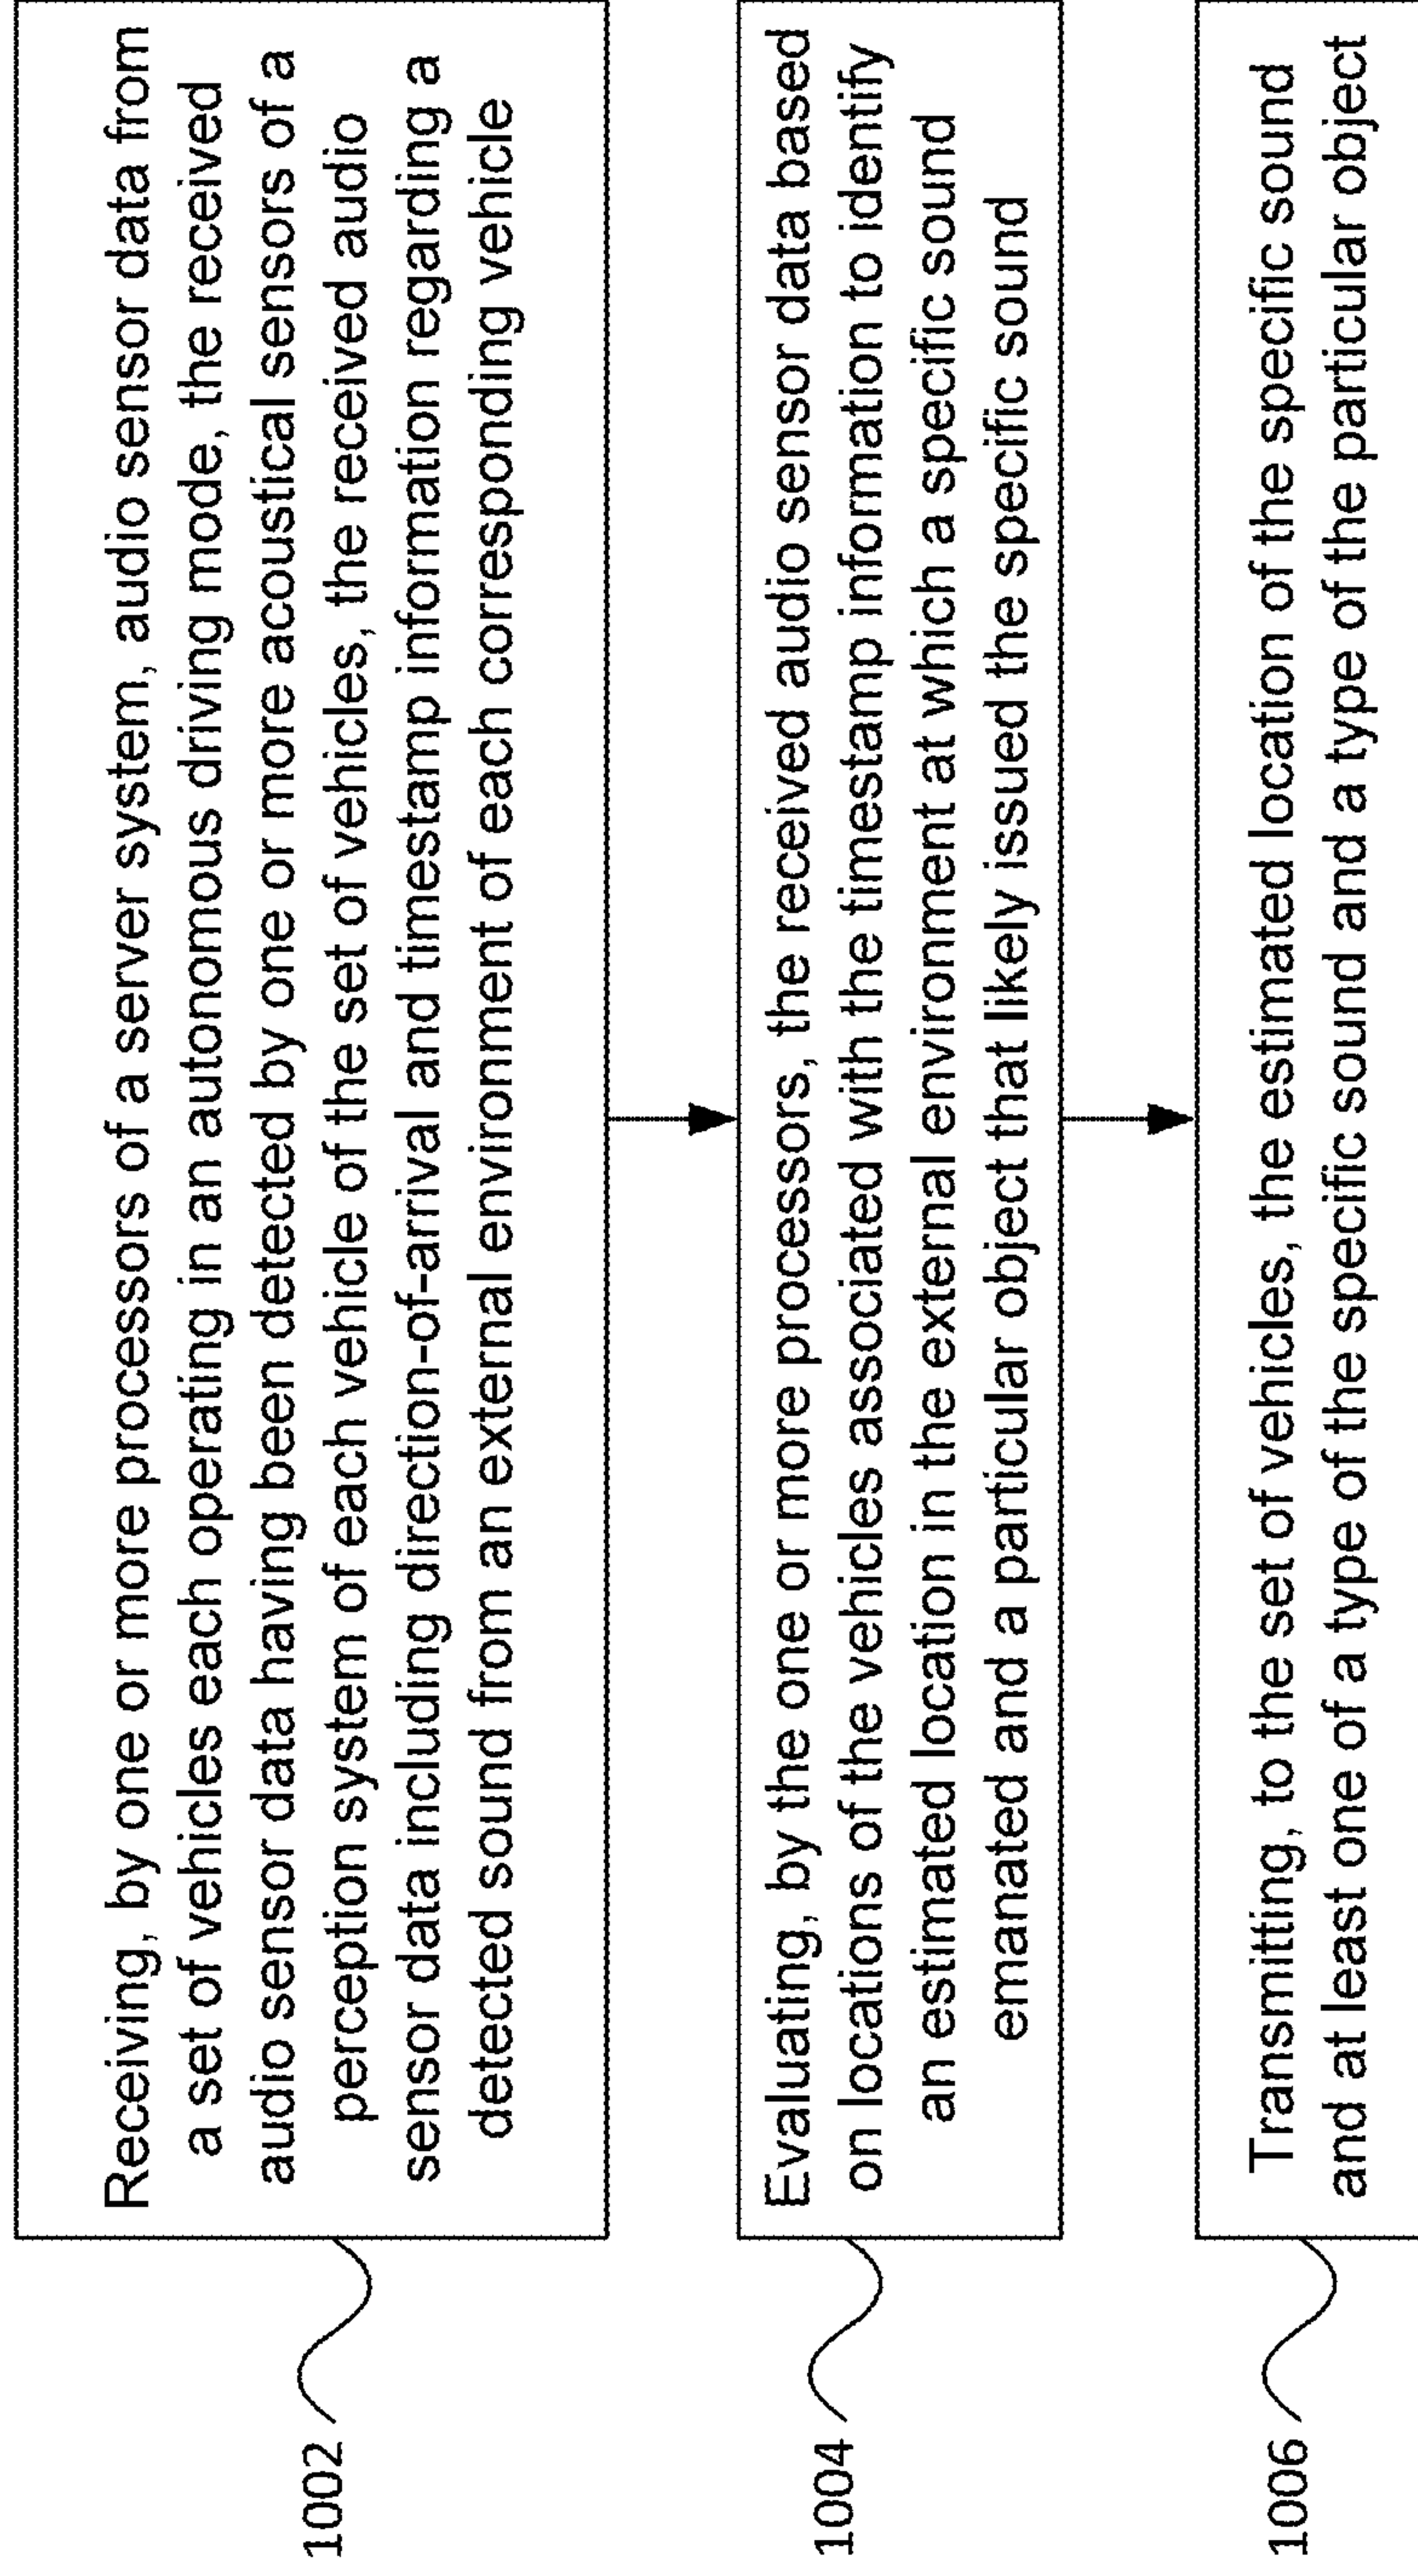 Receiving, by one or more processors of a server system, audio sensor data from
a set of vehicles each operating in an autonomous driving mode, the received
audio sensor data having been detected by one or more acoustical sensors of a
perception system of each vehicle of the set of vehicles, the received audio
sensor data including direction-of-arrival and timestamp information regarding a
detected sound from an external environment of each corresponding vehicle
1002
Evaluating, by the one or more processors, the received audio sensor data based
on locations of the vehicles associated with the timestamp information to identify
an estimated location in the external environment at which a specific sound
emanated and a particular object that likely issued the specific sound
1004
Transmitting, to the set of vehicles, the estimated location of the specific sound
and at least one of a type of the specific sound and a type of the particular object
1006